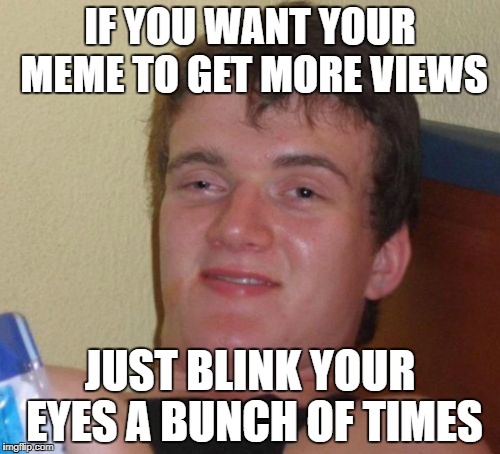 IF YOU WANT YOUR
MEME TO GET MORE VIEWS
JUST BLINK YOUR
EYES A BUNCH OF TIMES
imgflip.com